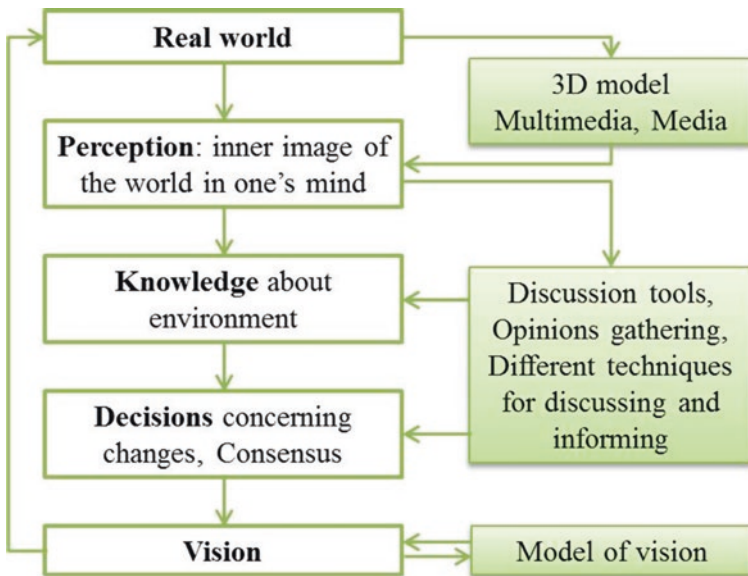 Real world
3D model
Multimedia, Media
Perception: inner image of
the world in one’s mind
Knowledge about
environment
Discussion tools,
Opinions gathering,
Different techniques
for discussing and
informing
Decisions concerning
changes, Consensus
Vision
Model of vision